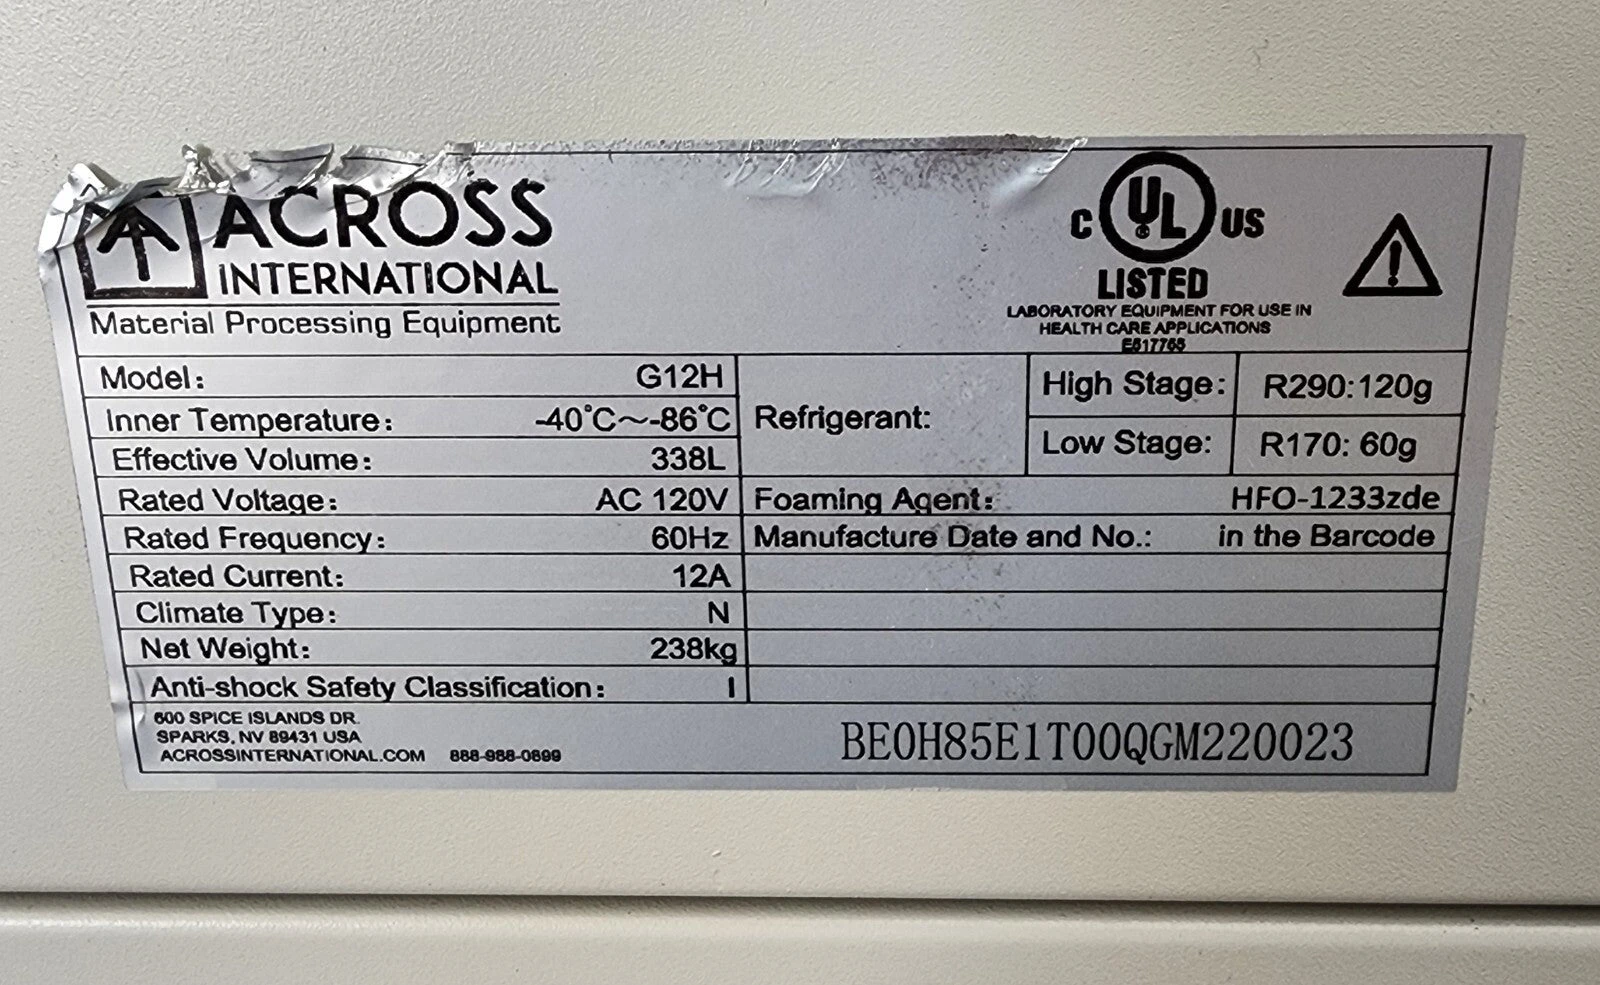 ACROSS
INTERNATIONAL
Material Processing Equipment
C UL US
LISTED
LABORATORY EQUIPMENT FOR USE IN
HEALTH CARE APPLICATIONS
E517755
Model: G12H
Inner Temperature: -40°C~-86°C
Effective Volume: 338L
Rated Voltage: AC 120V
Rated Frequency: 60Hz
Rated Current: 12A
Climate Type: N
Net Weight: 238kg
Anti-shock Safety Classification: I
Refrigerant:
High Stage: R290:120g
Low Stage: R170: 60g
Foaming Agent: HFO-1233zde
Manufacture Date and No.: in the Barcode
600 SPICE ISLANDS DR.
SPARKS, NV 89431 USA
ACROSSINTERNATIONAL.COM 888-988-0899
BE0H85E1T00QGM220023